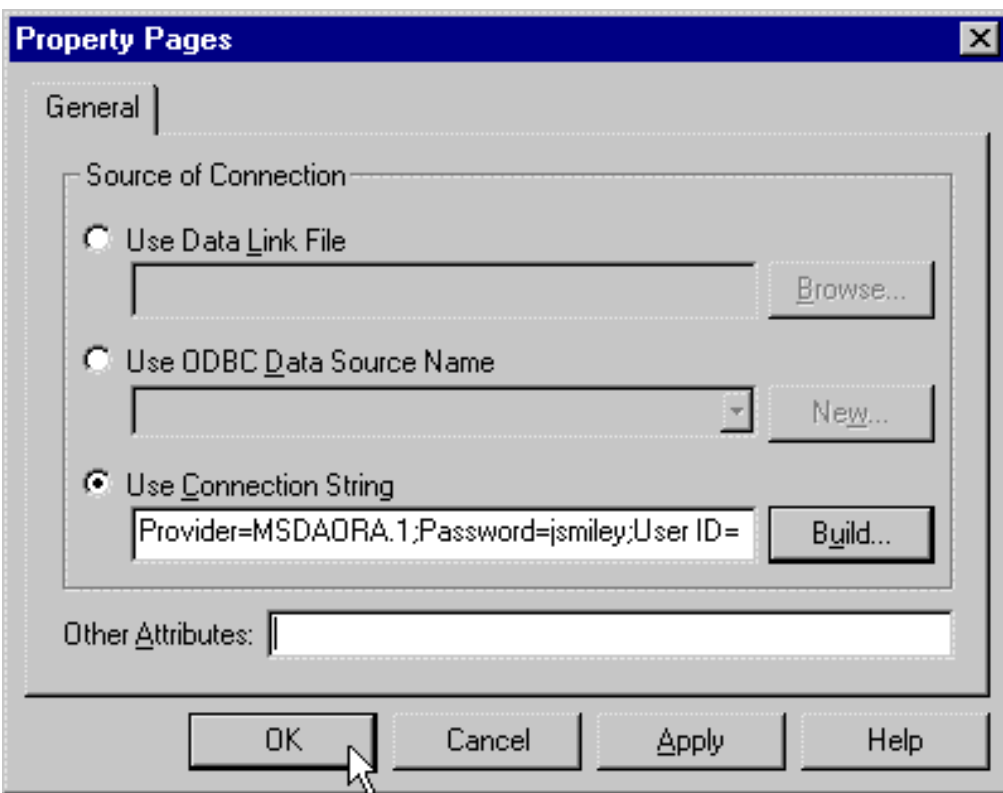 Property Pages
General
Source of Connection
Use Data Link File
Browse...
Use ODBC Data Source Name
New...
Use Connection String
Provider=MSDAORA.1;Password=jsmiley;User ID=
Build...
Other Attributes:
OK Cancel Apply Help